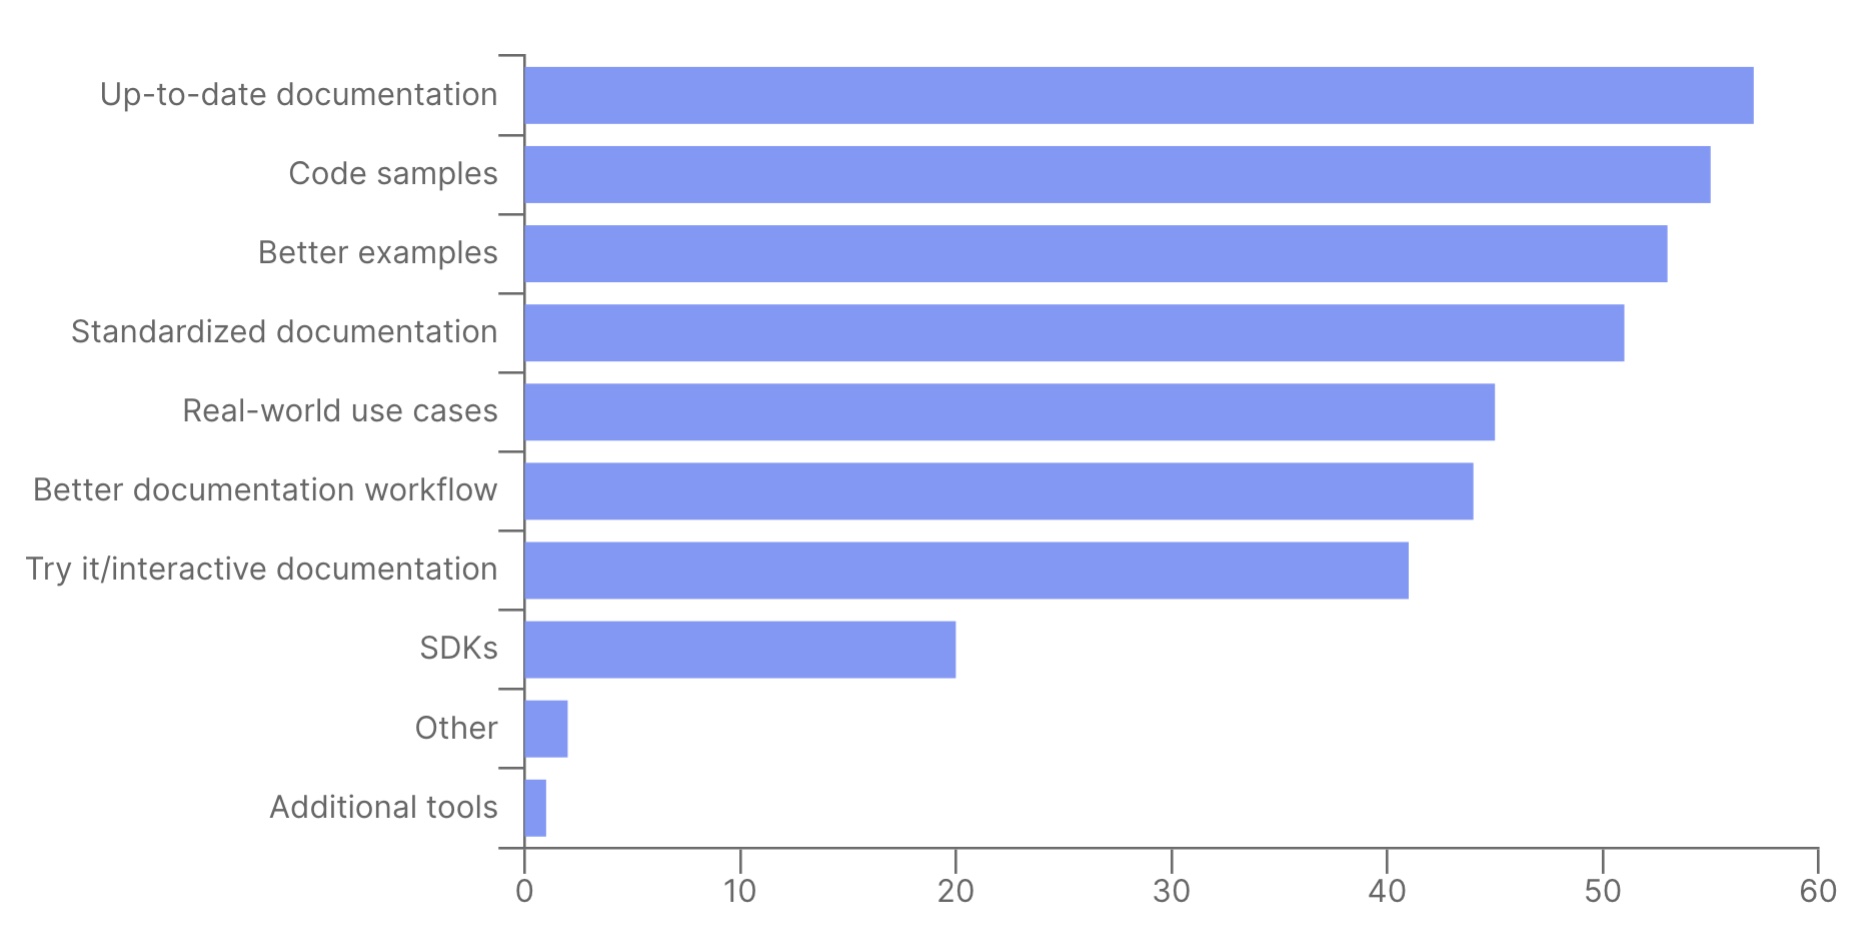 Up-to-date documentation
Code samples
Better examples
Standardized documentation
Real-world use cases
Better documentation workflow
Try it/interactive documentation
SDKs
Other
Additional tools
0 10 20 30 40 50 60